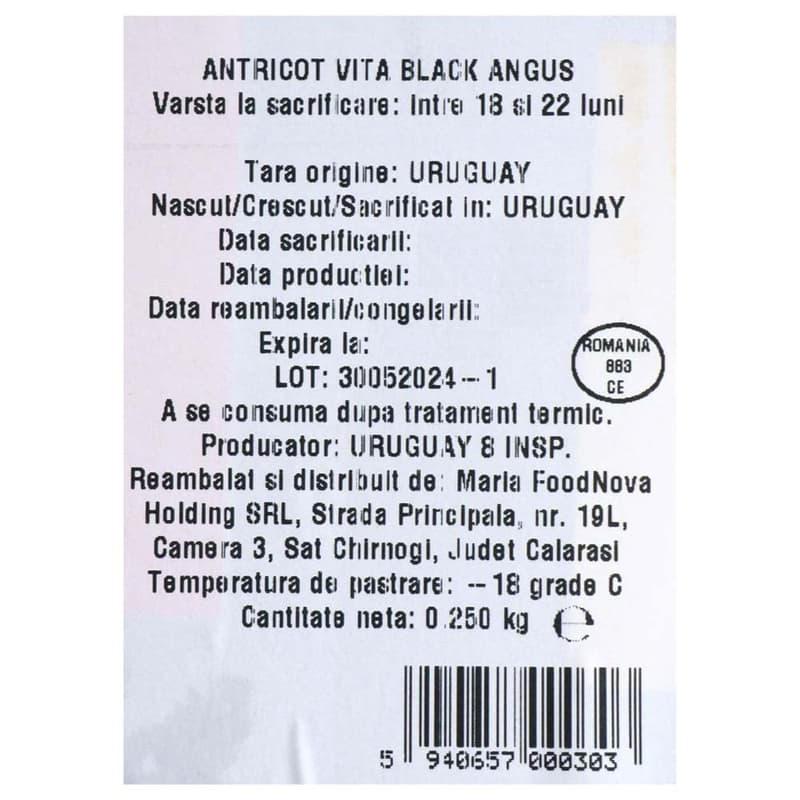 ANTRICOT VITA BLACK ANGUS
Varsta la sacrificare: intre 18 si 22 luni
Tara origine: URUGUAY
Nascut/Crescut/Sacrificat in: URUGUAY
Data sacrificarii:
Data productiei:
Data reambalarii/congelarii:
Expira la:
LOT: 30052024--1
ROMANIA
883
CE
A se consuma dupa tratament termic.
Producator: URUGUAY 8 INSP.
Reambalat si distribuit de: Maria FoodNova
Holding SRL, Strada Principala, nr. 19L,
Camera 3, Sat Chirnogi, Judet Calarasi
Temperatura de pastrare: --18 grade C
Cantitate neta: 0.250 kg ℮
5 940657 000303